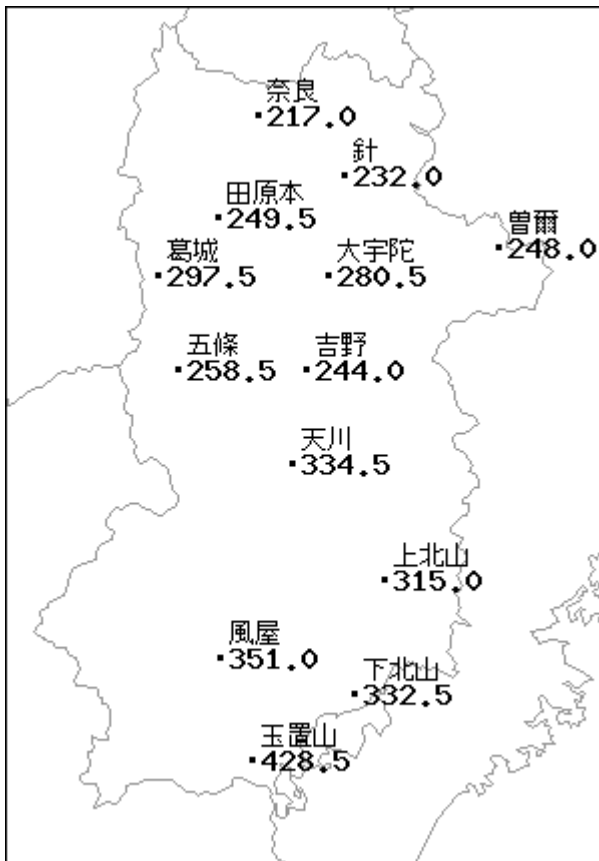 奈良
217.0
針
232.0
田原本
249.5
曽爾
248.0
葛城
297.5
大宇陀
280.5
五條
258.5
吉野
244.0
天川
334.5
上北山
315.0
風屋
351.0
下北山
332.5
玉置山
428.5